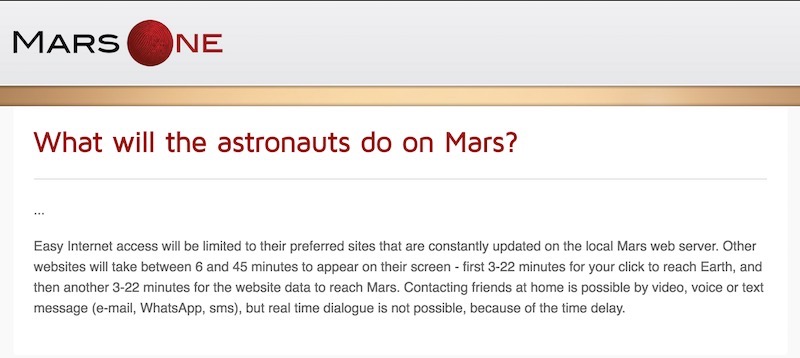 MARS ONE
What will the astronauts do on Mars?
...
Easy Internet access will be limited to their preferred sites that are constantly updated on the local Mars web server. Other
websites will take between 6 and 45 minutes to appear on their screen - first 3-22 minutes for your click to reach Earth, and
then another 3-22 minutes for the website data to reach Mars. Contacting friends at home is possible by video, voice or text
message (e-mail, WhatsApp, sms), but real time dialogue is not possible, because of the time delay.